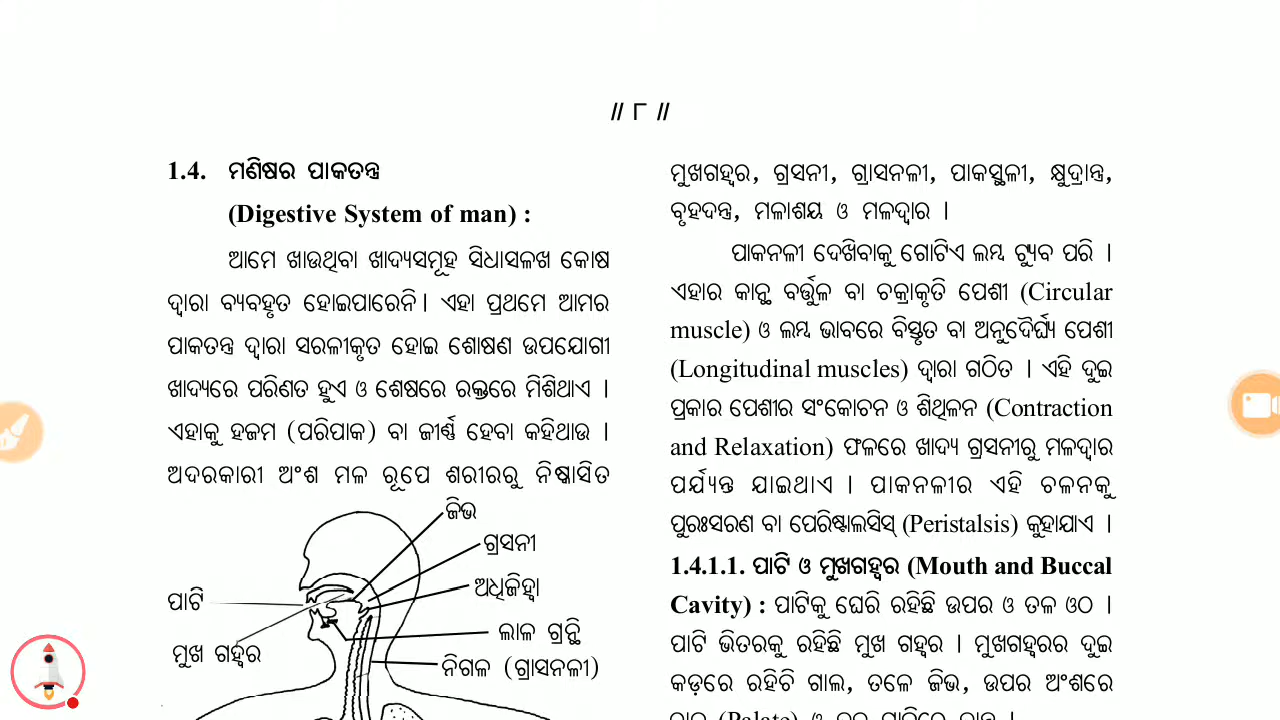 ॥ ୮ ॥
1.4. ମଣିଷର ପାକତନ୍ତ୍ର
(Digestive System of man) :
ଆମେ ଖାଉଥିବା ଖାଦ୍ୟସମୂହ ସିଧାସଳଖ କୋଷ
ଦ୍ୱାରା ବ୍ୟବହୃତ ହୋଇପାରେନି। ଏହା ପ୍ରଥମେ ଆମର
ପାକତନ୍ତ୍ର ଦ୍ୱାରା ସରଳୀକୃତ ହୋଇ ଶୋଷଣ ଉପଯୋଗୀ
ଖାଦ୍ୟରେ ପରିଣତ ହୁଏ ଓ ଶେଷରେ ରକ୍ତରେ ମିଶିଥାଏ ।
ଏହାକୁ ହଜମ (ପରିପାକ) ବା ଜୀର୍ଣ୍ଣ ହେବା କହିଥାଉ ।
ଅଦରକାରୀ ଅଂଶ ମଳ ରୂପେ ଶରୀରରୁ ନିଷ୍କାସିତ
ଜିଭ
ଗ୍ରସନୀ
ଅଧିଜିହ୍ୱା
ପାଟି
ଲାଳ ଗ୍ରନ୍ଥି
ମୁଖ ଗହ୍ୱର
ନିଗଳ (ଗ୍ରାସନଳୀ)
ମୁଖଗହ୍ୱର, ଗ୍ରସନୀ, ଗ୍ରାସନଳୀ, ପାକସ୍ଥଳୀ, କ୍ଷୁଦ୍ରାନ୍ତ୍ର,
ବୃହଦନ୍ତ୍ର, ମଳାଶୟ ଓ ମଳଦ୍ୱାର ।
ପାକନଳୀ ଦେଖିବାକୁ ଗୋଟିଏ ଲମ୍ବ ଟ୍ୟୁବ ପରି ।
ଏହାର କାନ୍ଥ ବର୍ତ୍ତୁଳ ବା ଚକ୍ରାକୃତି ପେଶୀ (Circular
muscle) ଓ ଲମ୍ବ ଭାବରେ ବିସ୍ତୃତ ବା ଅନୁଦୈର୍ଘ୍ୟ ପେଶୀ
(Longitudinal muscles) ଦ୍ୱାରା ଗଠିତ । ଏହି ଦୁଇ
ପ୍ରକାର ପେଶୀର ସଂକୋଚନ ଓ ଶିଥିଳନ (Contraction
and Relaxation) ଫଳରେ ଖାଦ୍ୟ ଗ୍ରସନୀରୁ ମଳଦ୍ୱାର
ପର୍ଯ୍ୟନ୍ତ ଯାଇଥାଏ । ପାକନଳୀର ଏହି ଚଳନକୁ
ପୁରଃସରଣ ବା ପେରିଷ୍ଟାଲସିସ୍ (Peristalsis) କୁହାଯାଏ ।
1.4.1.1. ପାଟି ଓ ମୁଖଗହ୍ୱର (Mouth and Buccal
Cavity) : ପାଟିକୁ ଘେରି ରହିଛି ଉପର ଓ ତଳ ଓଠ ।
ପାଟି ଭିତରକୁ ରହିଛି ମୁଖ ଗହ୍ୱର । ମୁଖଗହ୍ୱରର ଦୁଇ
କଡ଼ରେ ରହିଚି ଗାଲ, ତଳେ ଜିଭ, ଉପର ଅଂଶରେ
(Palate) ଓ